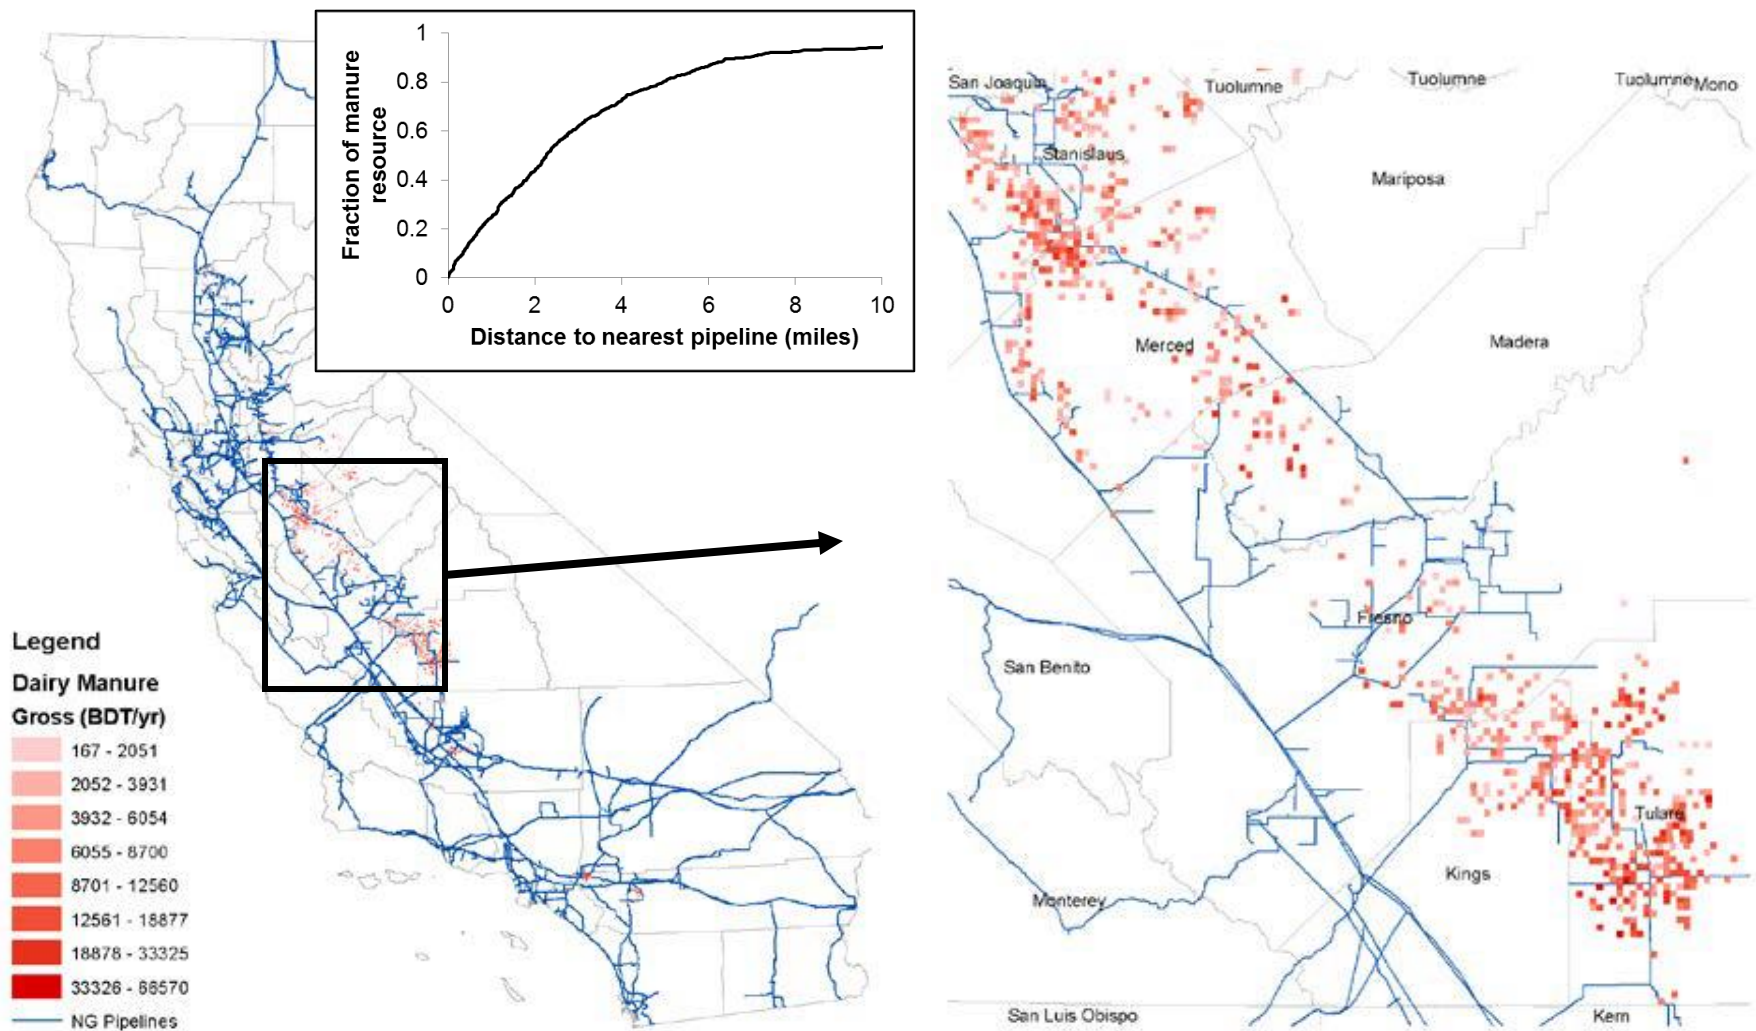 1
0.8
0.6
0.4
0.2
0
Fraction of manure
resource
0 2 4 6 8 10
Distance to nearest pipeline (miles)
Legend
Dairy Manure
Gross (BDT/yr)
167 - 2051
2052 - 3931
3932 - 6054
6055 - 8700
8701 - 12560
12561 - 18877
18878 - 33325
33326 - 66570
NG Pipelines
San Joaquin
Tuolumne
Tuolumne
Tuolumne
Mono
Stanislaus
Mariposa
Merced
Madera
Fresno
San Benito
Tulare
Kings
Monterey
San Luis Obispo
Kern